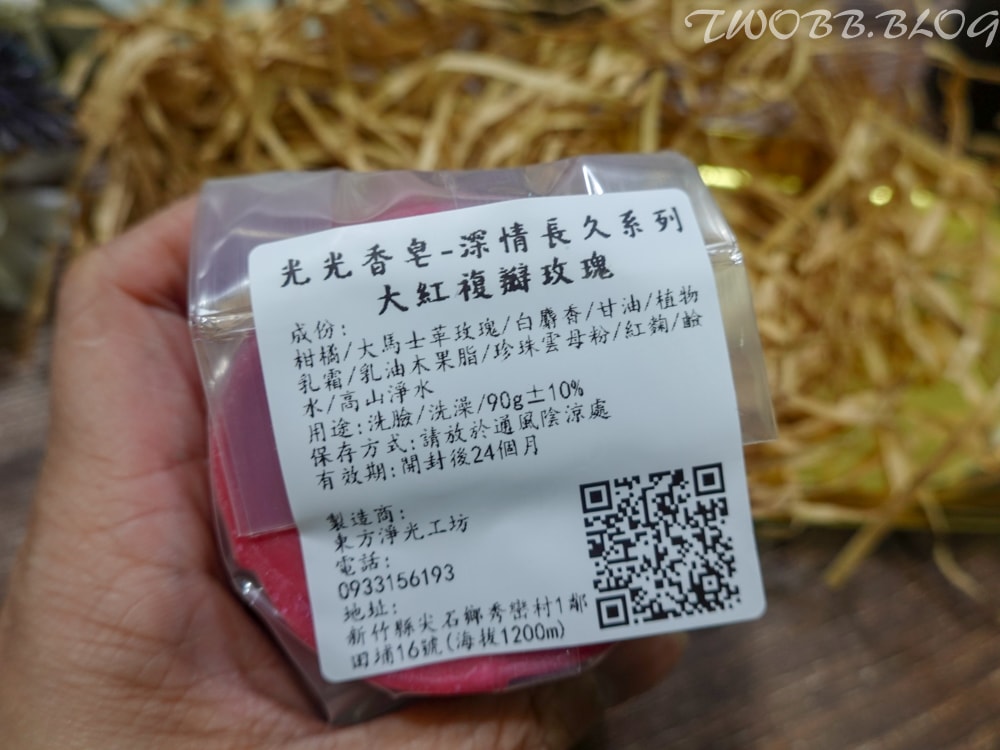 TWOBB.BLOG
光光香皂-深情長久系列
大紅複瓣玫瑰
成份:
柑橘/大馬士革玫瑰/白麝香/甘油/植物
乳霜/乳油木果脂/珍珠雲母粉/紅麴/鹼
水/高山淨水
用途:洗臉/洗澡/90g±10%
保存方式:請放於通風陰涼處
有效期:開封後24個月
製造商:
東方淨光工坊
電話:
0933156193
地址:
新竹縣尖石鄉秀巒村1鄰
田埔16號(海拔1200m)